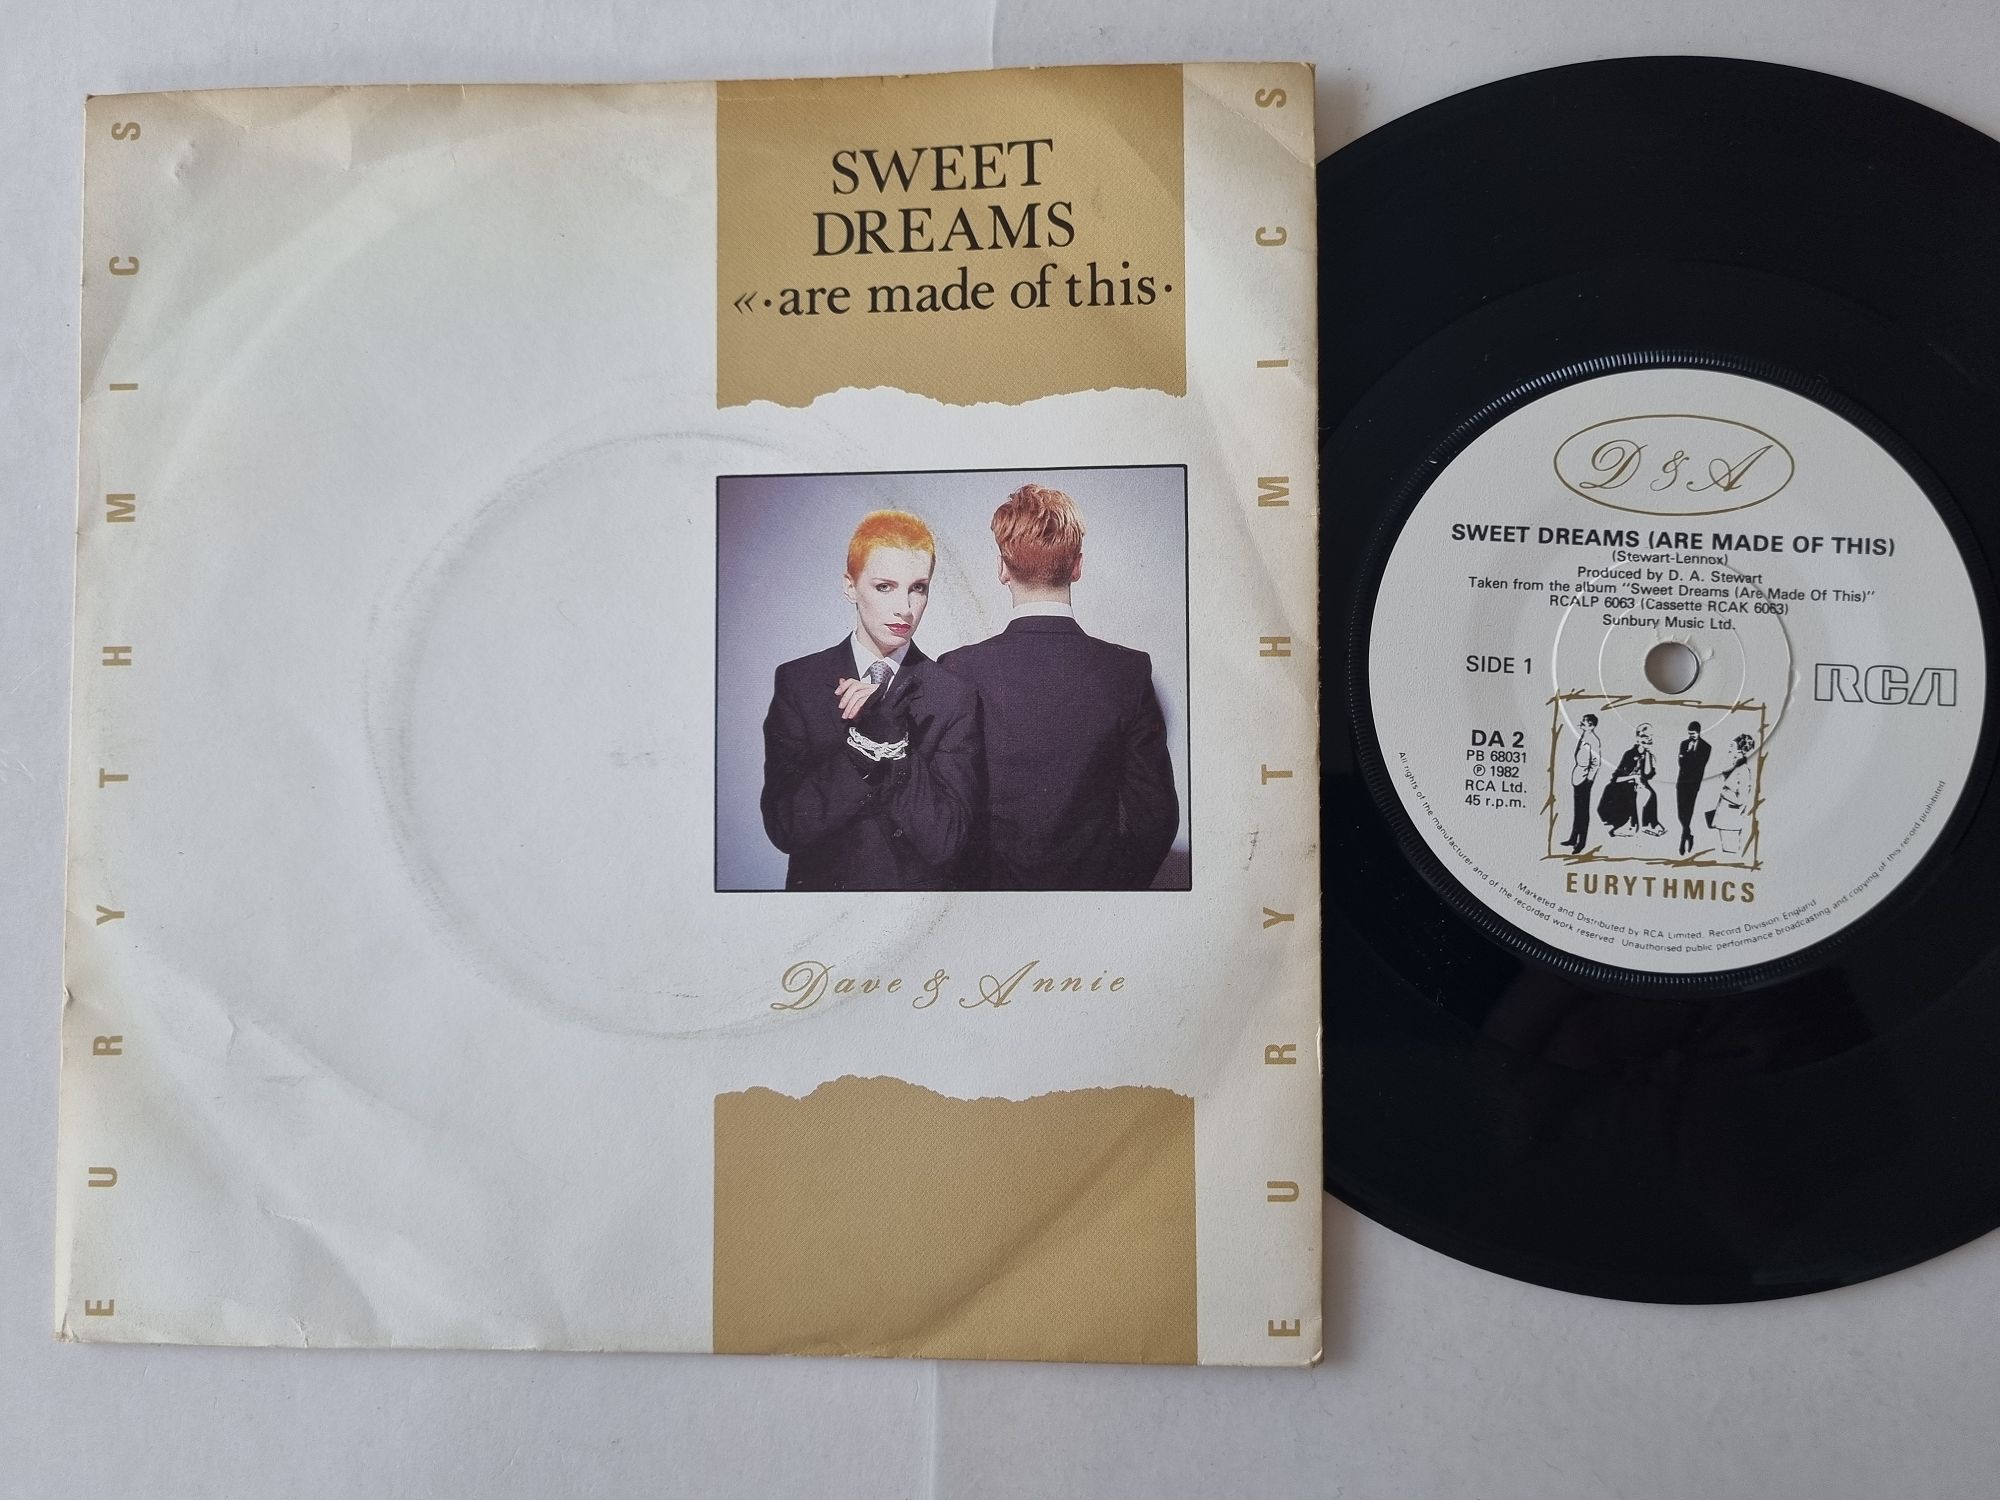 EURYTHMICS
SWEET
DREAMS
«·are made of this·
Dave & Annie
EURYTHMICS
D & A
SWEET DREAMS (ARE MADE OF THIS)
(Stewart-Lennox)
Produced by D. A. Stewart
Taken from the album "Sweet Dreams (Are Made Of This)"
RCALP 6063 (Cassette RCAK 6063)
Sunbury Music Ltd.
SIDE 1
RCA
DA 2
PB 68031
℗ 1982
RCA Ltd.
45 r.p.m.
EURYTHMICS
Marketed and Distributed by RCA Limited. Record Division. England
All rights of the manufacturer and of the recorded work reserved Unauthorised public performance broadcasting and copying of this record prohibited